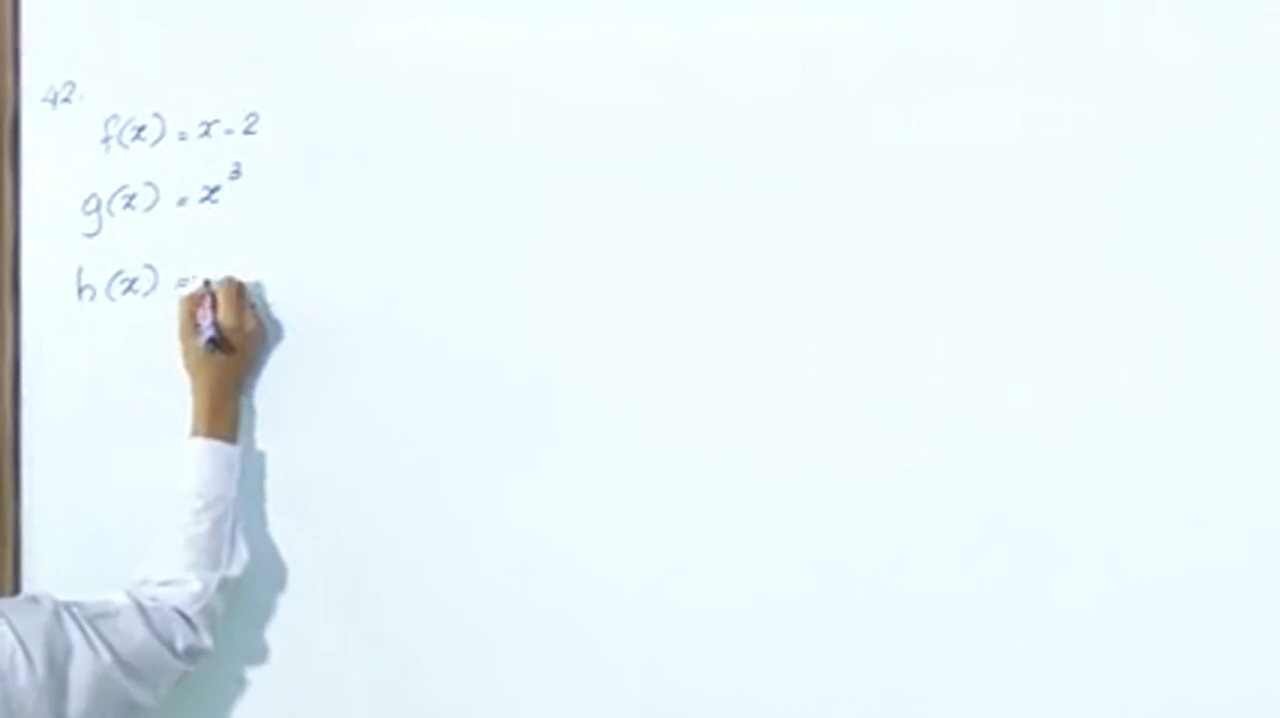 42.
f(x) = x - 2
g(x) = x³
h(x) =